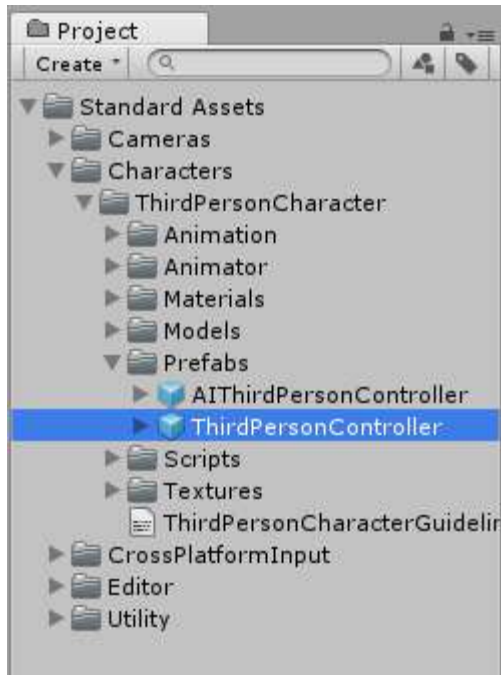 Project
Create
Standard Assets
Cameras
Characters
ThirdPersonCharacter
Animation
Animator
Materials
Models
Prefabs
AIThirdPersonController
ThirdPersonController
Scripts
Textures
ThirdPersonCharacterGuidelin
CrossPlatformInput
Editor
Utility